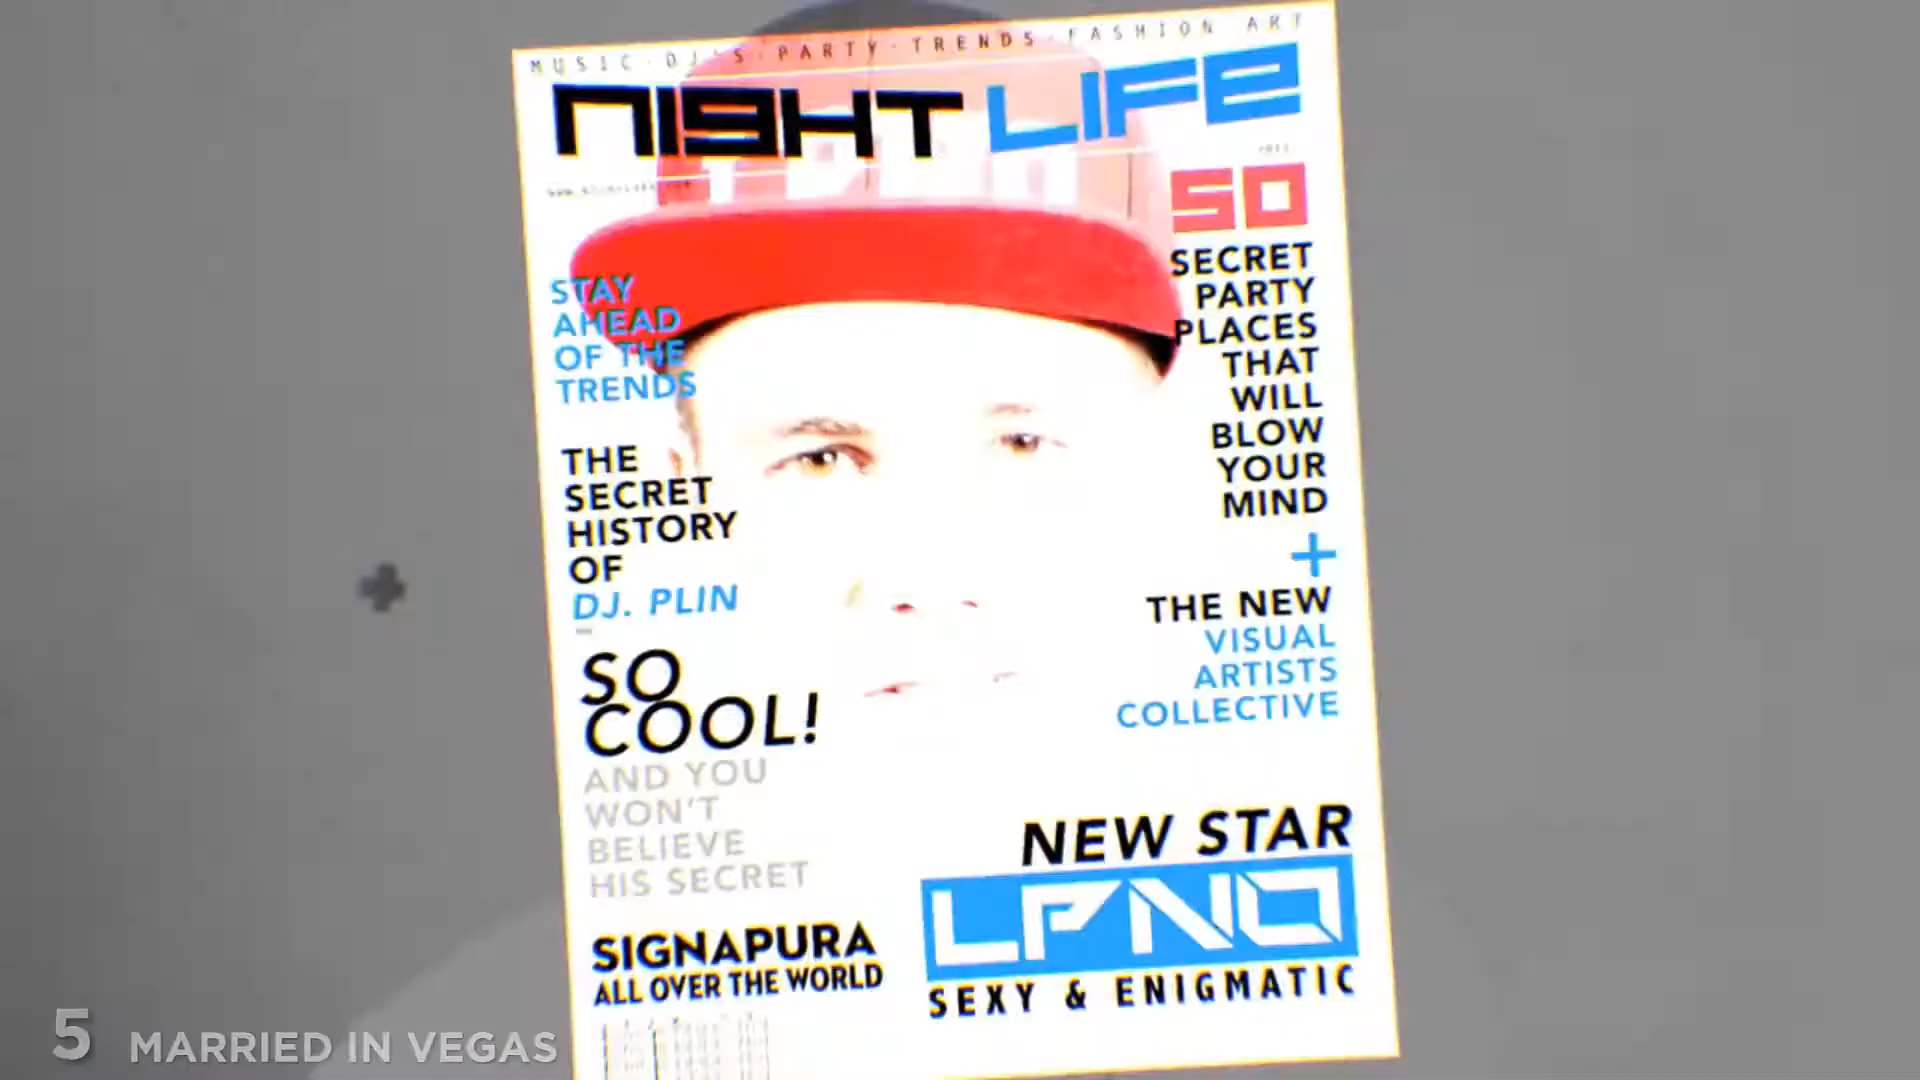 MUSIC·DJ'S·PARTY·TRENDS·FASHION ART
NIGHT LIFE
STAY
AHEAD
OF THE
TRENDS
THE
SECRET
HISTORY
OF
DJ. PLIN
SO
COOL!
AND YOU
WON'T
BELIEVE
HIS SECRET
SIGNAPURA
ALL OVER THE WORLD
50
SECRET
PARTY
PLACES
THAT
WILL
BLOW
YOUR
MIND
+
THE NEW
VISUAL
ARTISTS
COLLECTIVE
NEW STAR
LPNO
SEXY & ENIGMATIC
5 MARRIED IN VEGAS